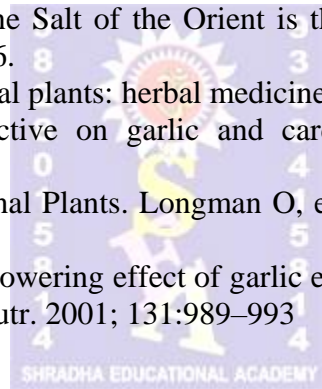 ne Salt of the Orient is th
6.
al plants: herbal medicine
ctive on garlic and car
nal Plants. Longman O, e
owering effect of garlic e
utr. 2001; 131:989–993
SHRADHA EDUCATIONAL ACADEMY